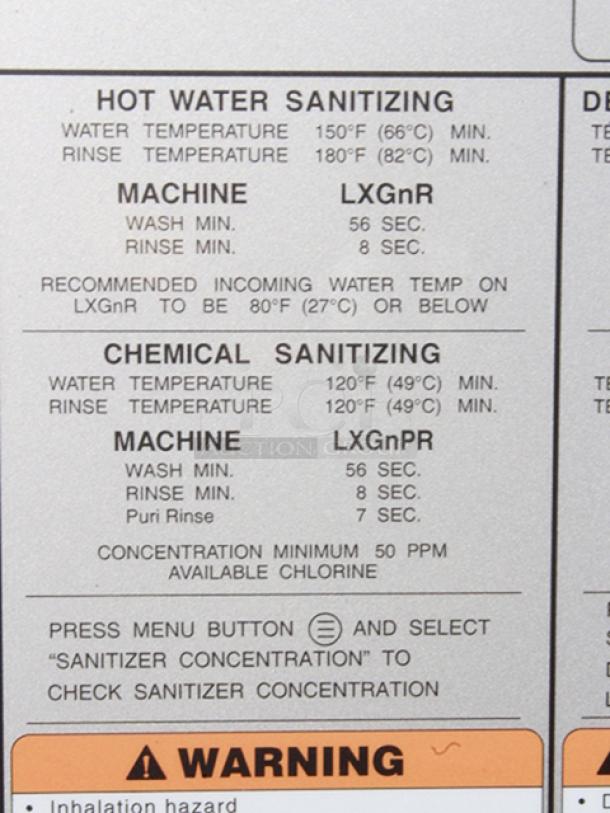 HOT WATER SANITIZING
WATER TEMPERATURE 150°F (66°C) MIN.
RINSE TEMPERATURE 180°F (82°C) MIN.
MACHINE LXGnR
WASH MIN. 56 SEC.
RINSE MIN. 8 SEC.
RECOMMENDED INCOMING WATER TEMP ON
LXGnR TO BE 80°F (27°C) OR BELOW
CHEMICAL SANITIZING
WATER TEMPERATURE 120°F (49°C) MIN.
RINSE TEMPERATURE 120°F (49°C) MIN.
MACHINE LXGnPR
WASH MIN. 56 SEC.
RINSE MIN. 8 SEC.
Puri Rinse 7 SEC.
CONCENTRATION MINIMUM 50 PPM
AVAILABLE CHLORINE
PRESS MENU BUTTON AND SELECT
"SANITIZER CONCENTRATION" TO
CHECK SANITIZER CONCENTRATION
WARNING
• Inhalation hazard